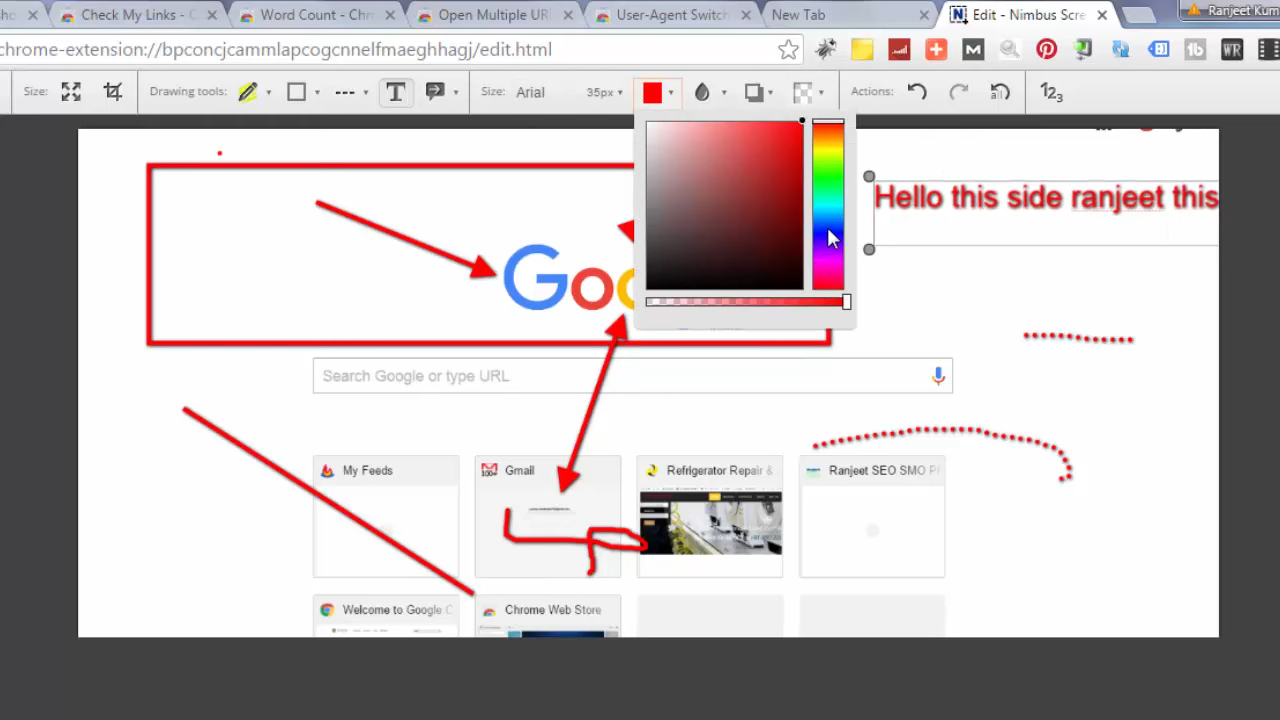 Check My Links - C
Word Count - Chr
Open Multiple UR
User-Agent Switch
New Tab
Edit - Nimbus Scre
Ranjeet Kum
chrome-extension://bpconcjcammlapcogcnnelfmaeghhagj/edit.html
Size:
Drawing tools:
T
Size:
Arial
35px
Actions:
123
Hello this side ranjeet this
Goo
Search Google or type URL
My Feeds
Gmail
Refrigerator Repair &
Ranjeet SEO SMO P
Welcome to Google C
Chrome Web Store